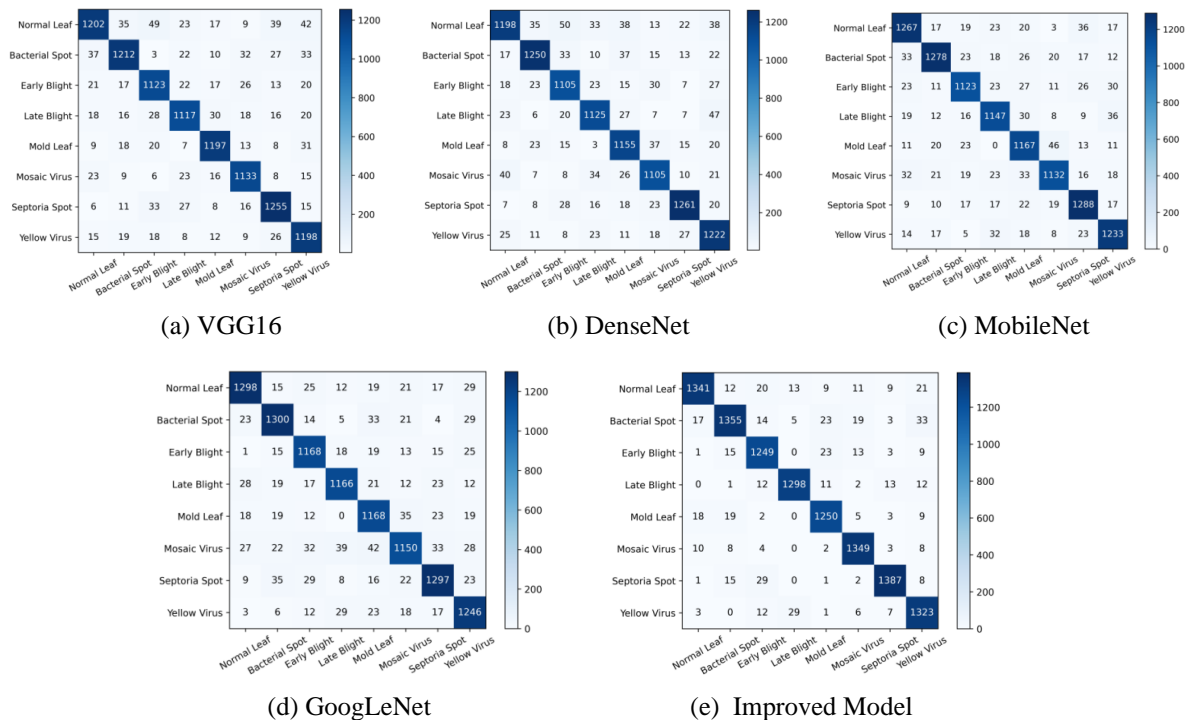 Normal Leaf 1202 35 49 23 17 9 39 42
Bacterial Spot 37 1212 3 22 10 32 27 33
Early Blight 21 17 1123 22 17 26 13 20
Late Blight 18 16 28 1117 30 18 16 20
Mold Leaf 9 18 20 7 1197 13 8 31
Mosaic Virus 23 9 6 23 16 1133 8 15
Septoria Spot 6 11 33 27 8 16 1255 15
Yellow Virus 15 19 18 8 12 9 26 1198
Normal Leaf Bacterial Spot Early Blight Late Blight Mold Leaf Mosaic Virus Septoria Spot Yellow Virus
1200
1000
800
600
400
200
(a) VGG16
Normal Leaf 1198 35 50 33 38 13 22 38
Bacterial Spot 17 1250 33 10 37 15 13 22
Early Blight 18 23 1105 23 15 30 7 27
Late Blight 23 6 20 1125 27 7 7 47
Mold Leaf 8 23 15 3 1155 37 15 20
Mosaic Virus 40 7 8 34 26 1105 10 21
Septoria Spot 7 8 28 16 18 23 1261 20
Yellow Virus 25 11 8 23 11 18 27 1222
Normal Leaf Bacterial Spot Early Blight Late Blight Mold Leaf Mosaic Virus Septoria Spot Yellow Virus
1200
1000
800
600
400
200
(b) DenseNet
Normal Leaf 1267 17 19 23 20 3 36 17
Bacterial Spot 33 1278 23 18 26 20 17 12
Early Blight 23 11 1123 23 27 11 26 30
Late Blight 19 12 16 1147 30 8 9 36
Mold Leaf 11 20 23 0 1167 46 13 11
Mosaic Virus 32 21 19 23 33 1132 16 18
Septoria Spot 9 10 17 17 22 19 1288 17
Yellow Virus 14 17 5 32 18 8 23 1233
Normal Leaf Bacterial Spot Early Blight Late Blight Mold Leaf Mosaic Virus Septoria Spot Yellow Virus
1200
1000
800
600
400
200
0
(c) MobileNet
Normal Leaf 1298 15 25 12 19 21 17 29
Bacterial Spot 23 1300 14 5 33 21 4 29
Early Blight 1 15 1168 18 19 13 15 25
Late Blight 28 19 17 1166 21 12 23 12
Mold Leaf 18 19 12 0 1168 35 23 19
Mosaic Virus 27 22 32 39 42 1150 33 28
Septoria Spot 9 35 29 8 16 22 1297 23
Yellow Virus 3 6 12 29 23 18 17 1246
Normal Leaf Bacterial Spot Early Blight Late Blight Mold Leaf Mosaic Virus Septoria Spot Yellow Virus
1200
1000
800
600
400
200
0
(d) GoogLeNet
Normal Leaf 1341 12 20 13 9 11 9 21
Bacterial Spot 17 1355 14 5 23 19 3 33
Early Blight 1 15 1249 0 23 13 3 9
Late Blight 0 1 12 1298 11 2 13 12
Mold Leaf 18 19 2 0 1250 5 3 9
Mosaic Virus 10 8 4 0 2 1349 3 8
Septoria Spot 1 15 29 0 1 2 1387 8
Yellow Virus 3 0 12 29 1 6 7 1323
Normal Leaf Bacterial Spot Early Blight Late Blight Mold Leaf Mosaic Virus Septoria Spot Yellow Virus
1200
1000
800
600
400
200
0
(e) Improved Model